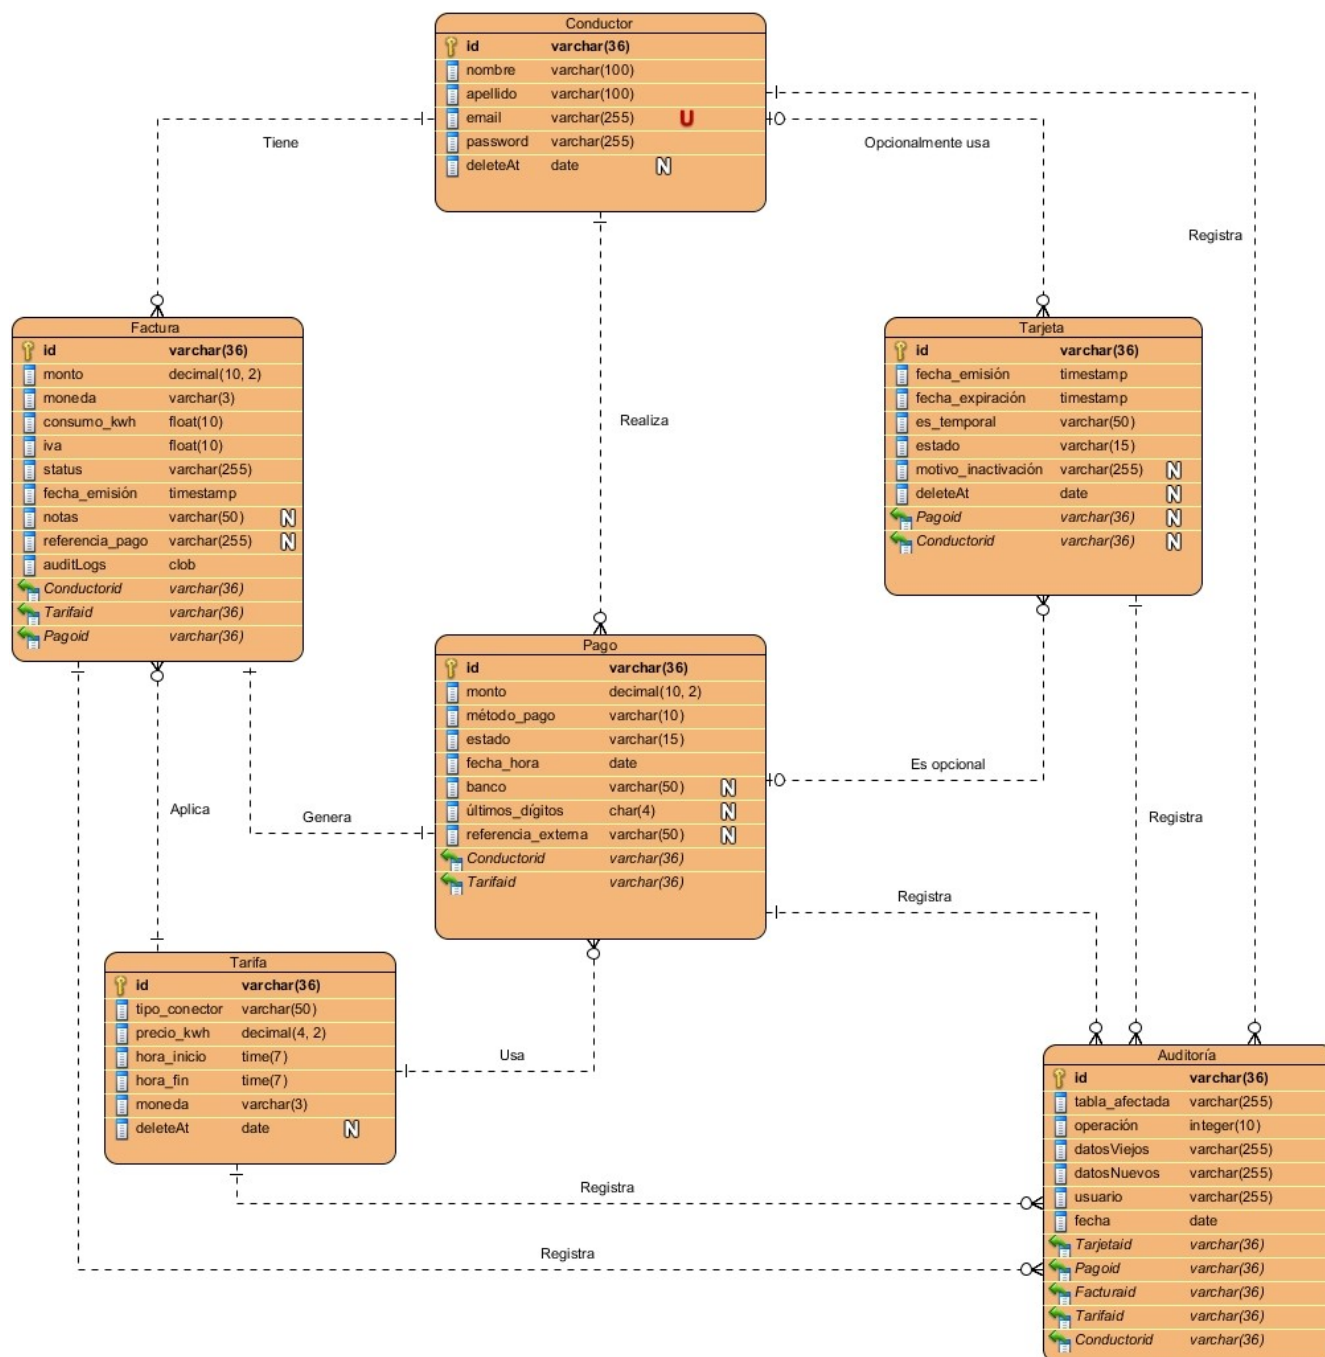 Conductor
id varchar(36)
nombre varchar(100)
apellido varchar(100)
email varchar(255) U
password varchar(255)
deleteAt date N
Tiene
Opcionalmente usa
Registra
Factura
id varchar(36)
monto decimal(10, 2)
moneda varchar(3)
consumo_kwh float(10)
iva float(10)
status varchar(255)
fecha_emisión timestamp
notas varchar(50) N
referencia_pago varchar(255) N
auditLogs clob
Conductorid varchar(36)
Tarifaid varchar(36)
Pagoid varchar(36)
Realiza
Tarjeta
id varchar(36)
fecha_emisión timestamp
fecha_expiración timestamp
es_temporal varchar(50)
estado varchar(15)
motivo_inactivación varchar(255) N
deleteAt date N
Pagoid varchar(36) N
Conductorid varchar(36) N
Pago
id varchar(36)
monto decimal(10, 2)
método_pago varchar(10)
estado varchar(15)
fecha_hora date
banco varchar(50) N
últimos_dígitos char(4) N
referencia_externa varchar(50) N
Conductorid varchar(36)
Tarifaid varchar(36)
Es opcional
Aplica
Genera
Registra
Registra
Tarifa
id varchar(36)
tipo_conector varchar(50)
precio_kwh decimal(4, 2)
hora_inicio time(7)
hora_fin time(7)
moneda varchar(3)
deleteAt date N
Usa
Registra
Registra
Auditoría
id varchar(36)
tabla_afectada varchar(255)
operación integer(10)
datosViejos varchar(255)
datosNuevos varchar(255)
usuario varchar(255)
fecha date
Tarjetaid varchar(36)
Pagoid varchar(36)
Facturaid varchar(36)
Tarifaid varchar(36)
Conductorid varchar(36)